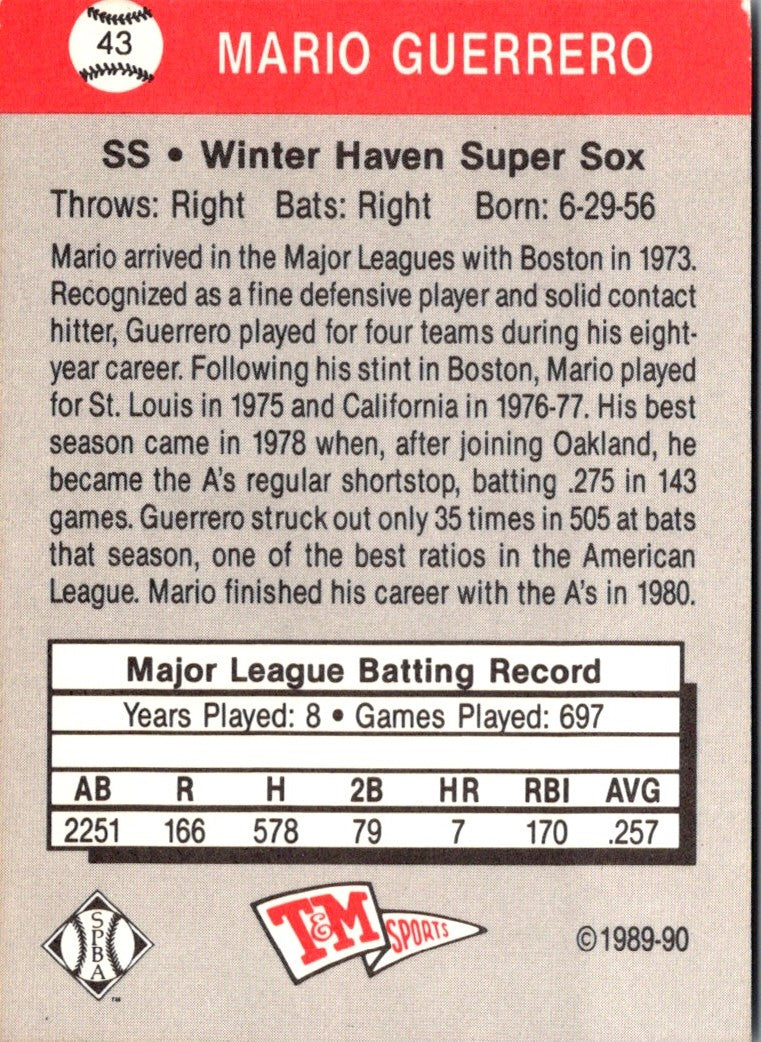 43
MARIO GUERRERO
SS • Winter Haven Super Sox
Throws: Right Bats: Right Born: 6-29-56
Mario arrived in the Major Leagues with Boston in 1973.
Recognized as a fine defensive player and solid contact
hitter, Guerrero played for four teams during his eight-
year career. Following his stint in Boston, Mario played
for St. Louis in 1975 and California in 1976-77. His best
season came in 1978 when, after joining Oakland, he
became the A's regular shortstop, batting .275 in 143
games. Guerrero struck out only 35 times in 505 at bats
that season, one of the best ratios in the American
League. Mario finished his career with the A's in 1980.
Major League Batting Record
Years Played: 8 • Games Played: 697
AB R H 2B HR RBI AVG
2251 166 578 79 7 170 .257
SPBA
TM
T&M SPORTS
©1989-90